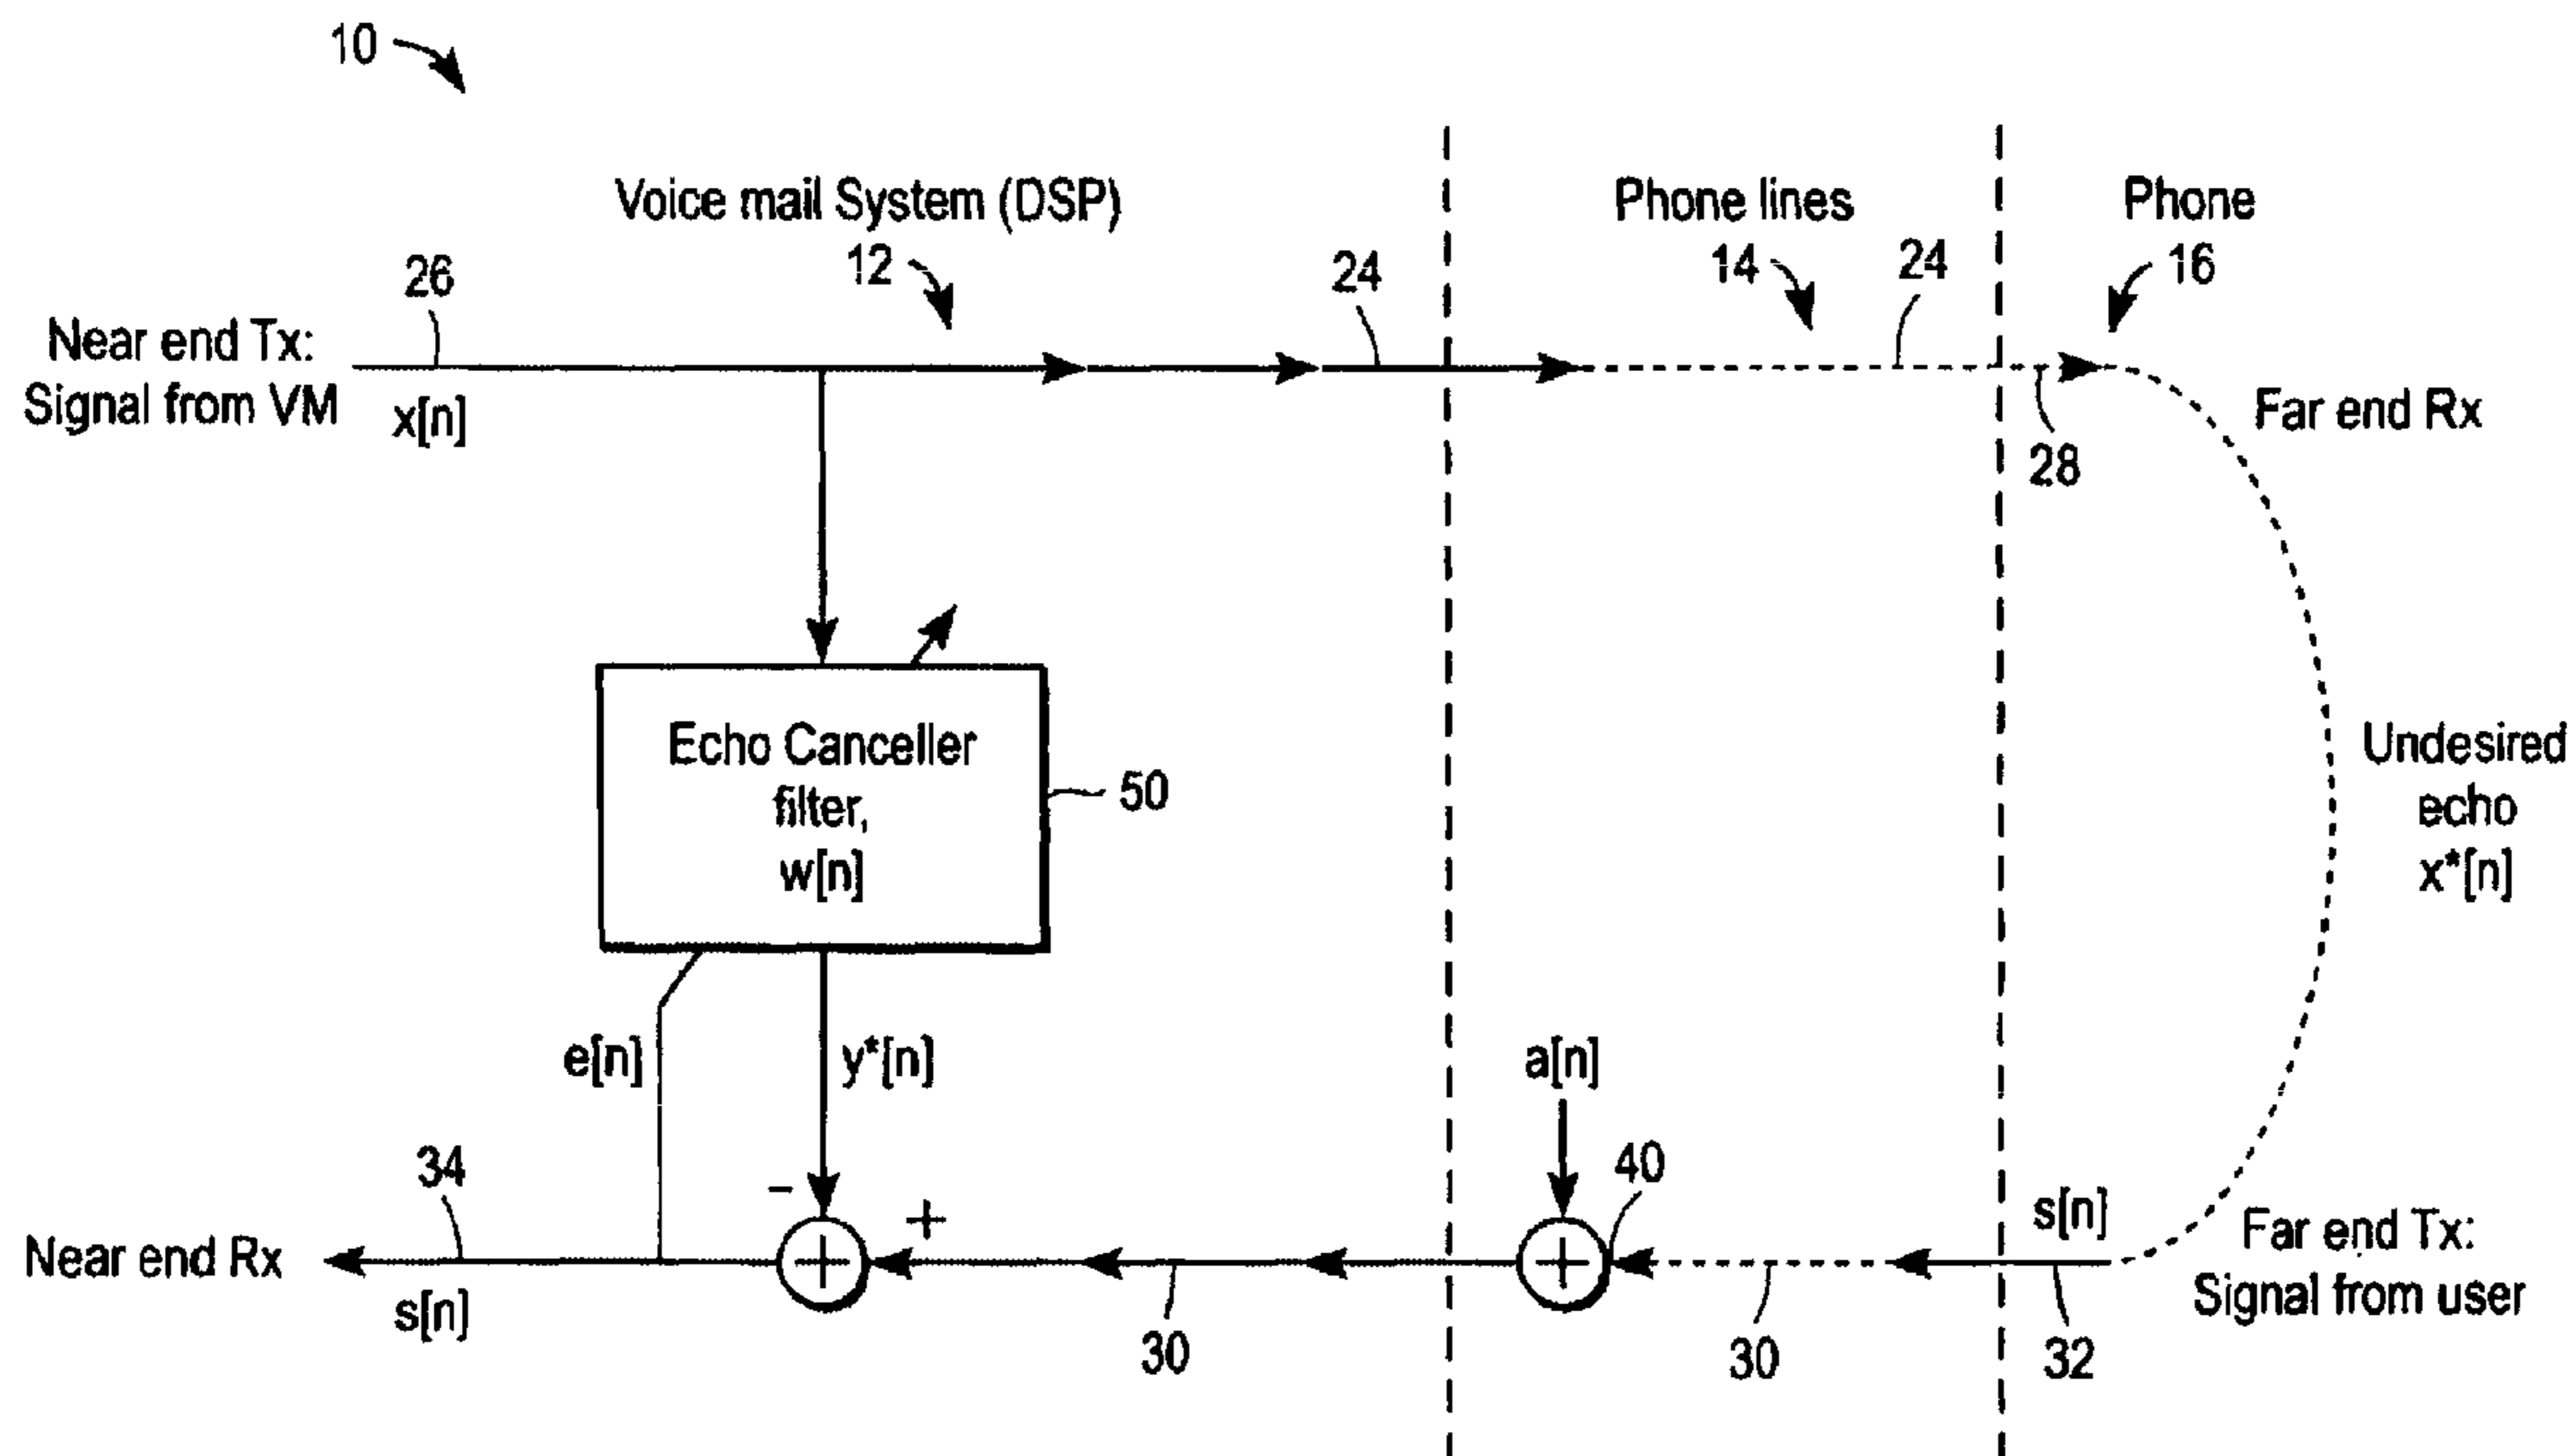 10
Voice mail System (DSP)
12
Phone lines
14
Phone
16
26
24
24
Near end Tx:
Signal from VM
x[n]
Far end Rx
28
Echo Canceller
filter,
w[n]
50
Undesired
echo
x*[n]
e[n]
y*[n]
a[n]
34
-
+
40
s[n]
Near end Rx
s[n]
+
+
Far end Tx:
Signal from user
30
30
32